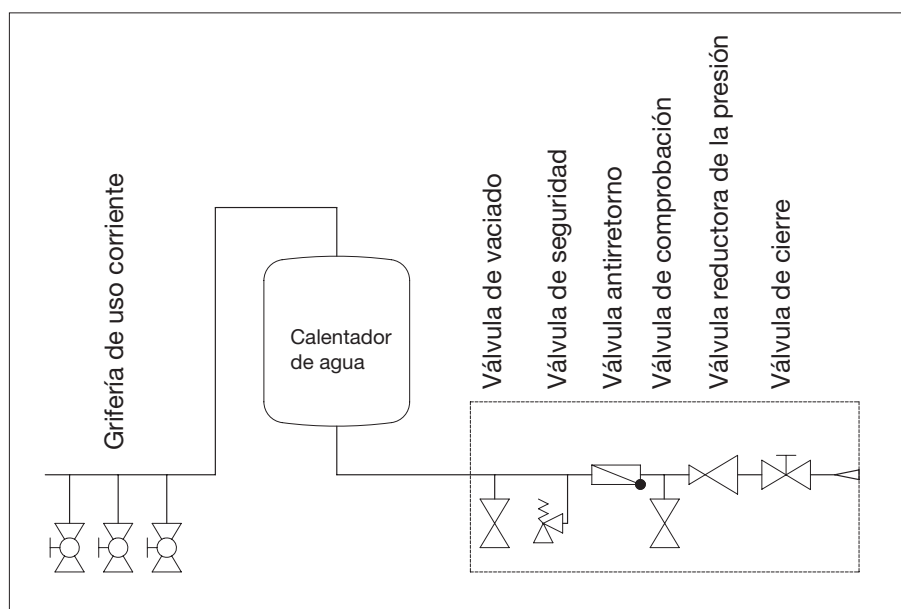 Grifería de uso corriente
Calentador
de agua
Válvula de vaciado
Válvula de seguridad
Válvula antirretorno
Válvula de comprobación
Válvula reductora de la presión
Válvula de cierre